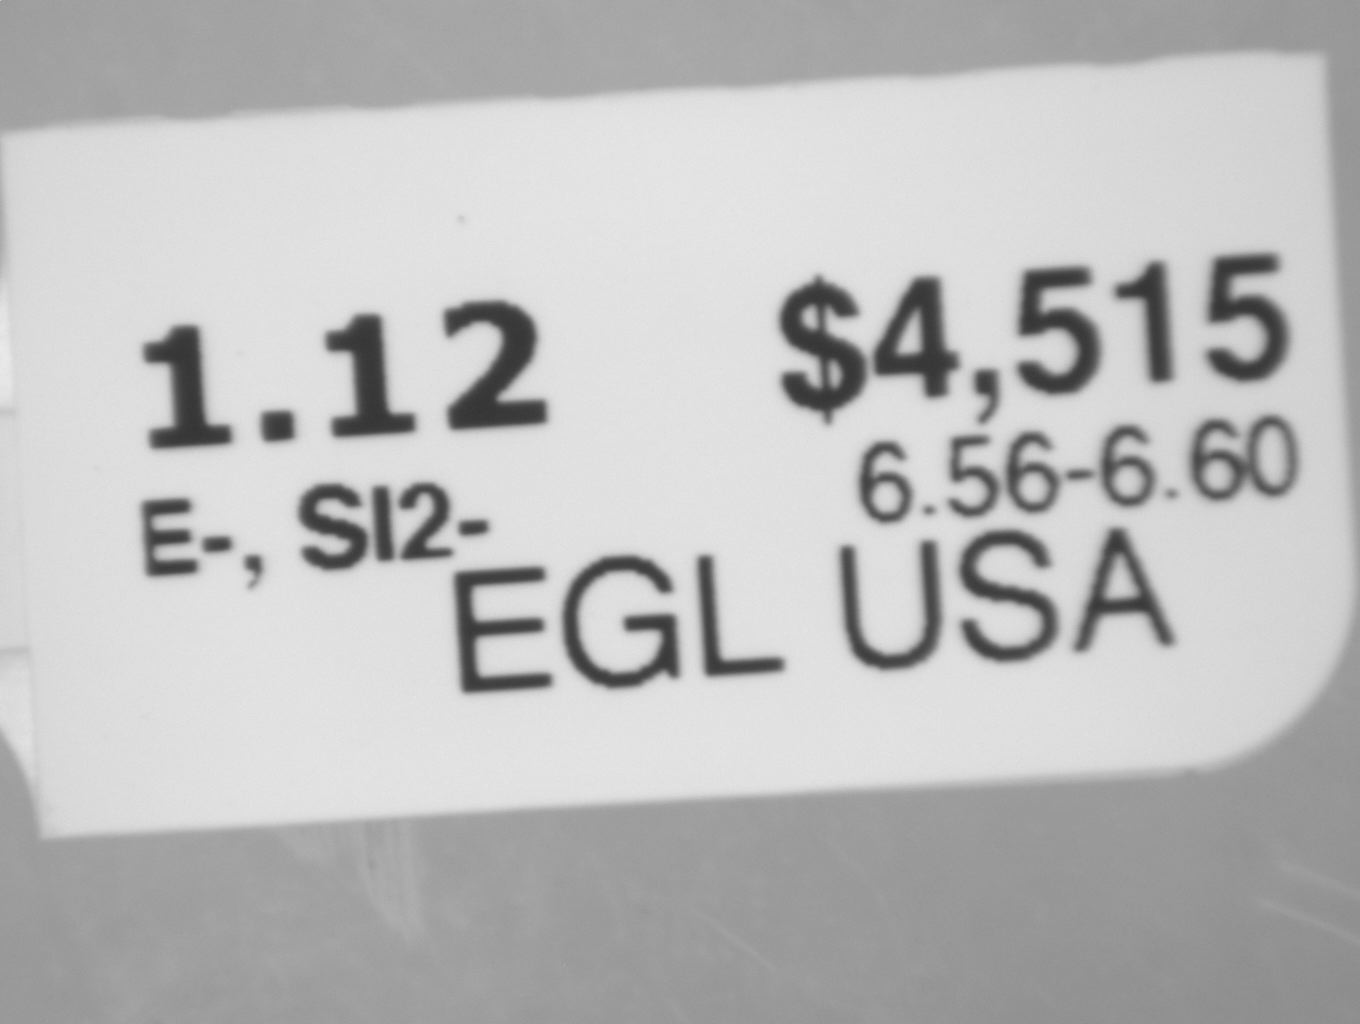 1.12 $4,515
6.56-6.60
E-, SI2-
EGL USA